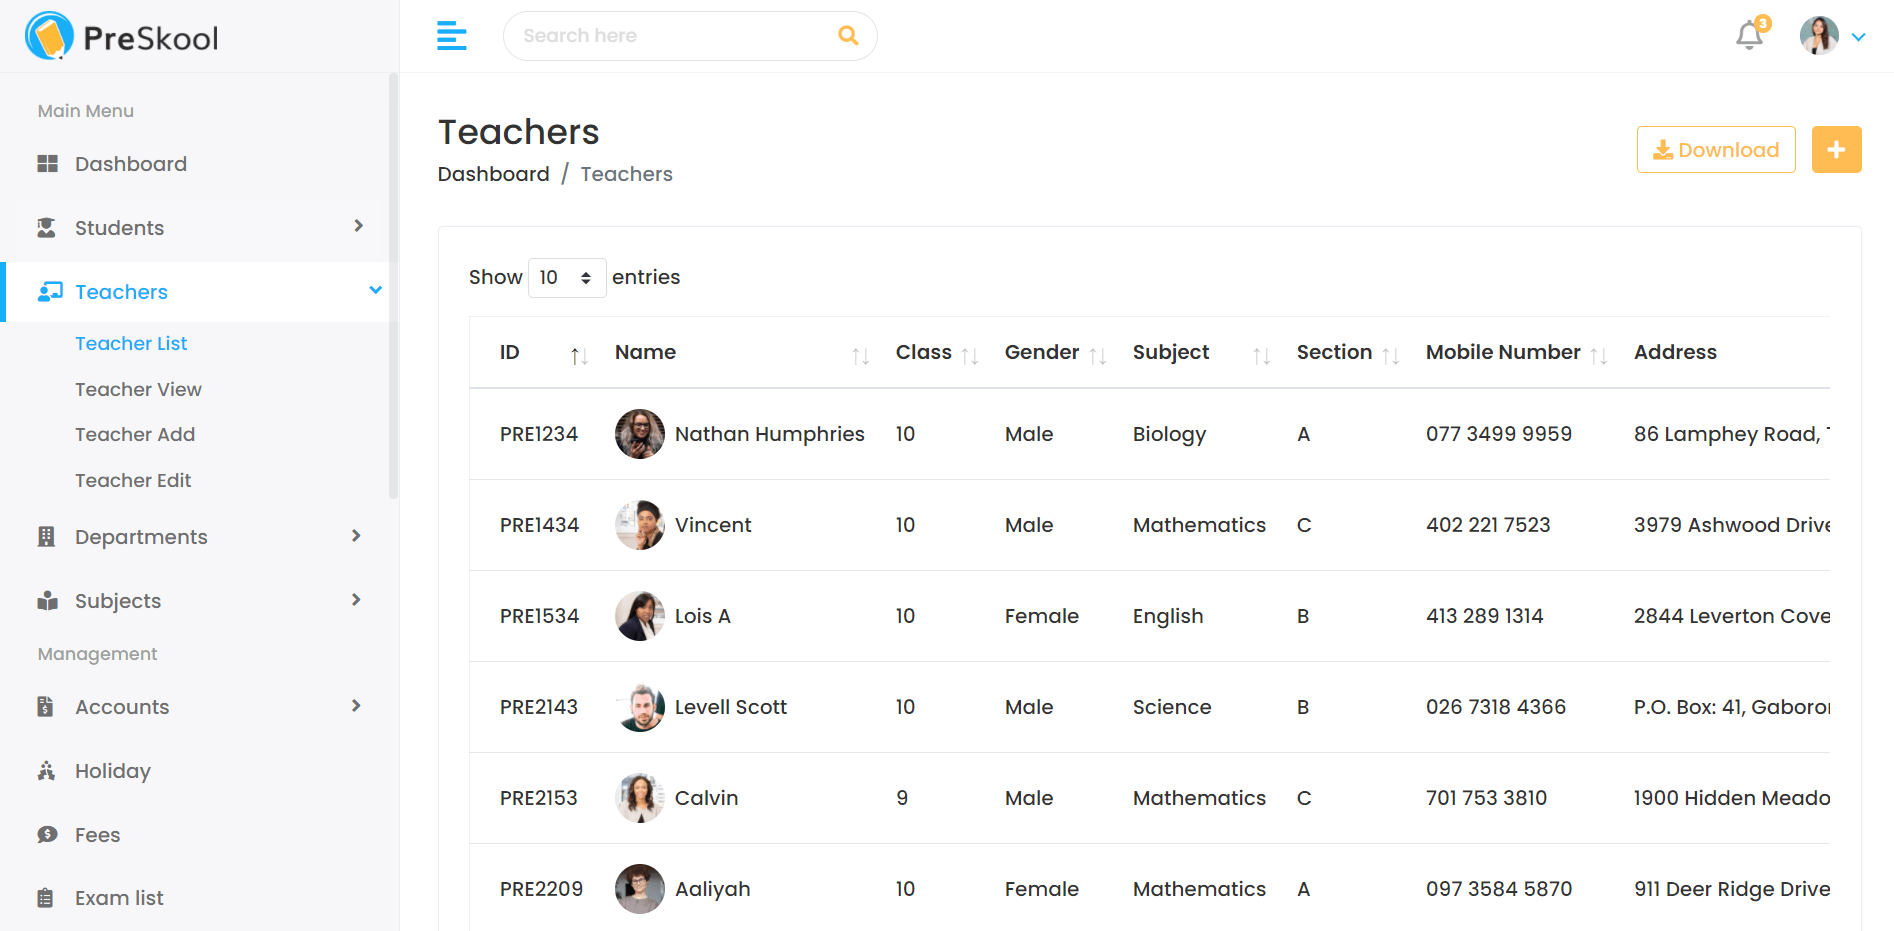 PreSkool
Search here
3
Main Menu
Dashboard
Students
Teachers
Teacher List
Teacher View
Teacher Add
Teacher Edit
Departments
Subjects
Management
Accounts
Holiday
Fees
Exam list
Teachers
Dashboard / Teachers
Download
Show 10 entries
ID Name Class Gender Subject Section Mobile Number Address
PRE1234 Nathan Humphries 10 Male Biology A 077 3499 9959 86 Lamphey Road,
PRE1434 Vincent 10 Male Mathematics C 402 221 7523 3979 Ashwood Drive
PRE1534 Lois A 10 Female English B 413 289 1314 2844 Leverton Cove
PRE2143 Levell Scott 10 Male Science B 026 7318 4366 P.O. Box: 41,
PRE2153 Calvin 9 Male Mathematics C 701 753 3810 1900 Hidden
PRE2209 Aaliyah 10 Female Mathematics A 097 3584 5870 911 Deer Ridge Drive